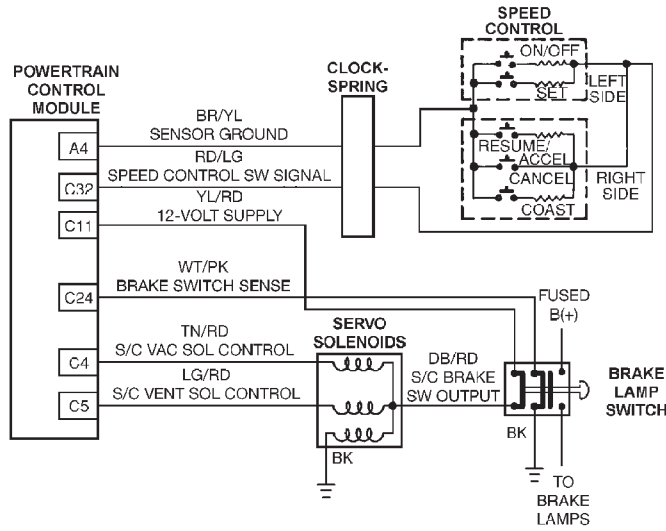 SPEED
CONTROL
POWERTRAIN
CONTROL
MODULE
CLOCK-
SPRING
ON/OFF
SET
LEFT
SIDE
A4
BR/YL
SENSOR GROUND
RESUME/
ACCEL
CANCEL
COAST
RIGHT
SIDE
C32
RD/LG
SPEED CONTROL SW SIGNAL
C11
YL/RD
12-VOLT SUPPLY
C24
WT/PK
BRAKE SWITCH SENSE
FUSED
B(+)
C4
TN/RD
S/C VAC SOL CONTROL
SERVO
SOLENOIDS
C5
LG/RD
S/C VENT SOL CONTROL
DB/RD
S/C BRAKE
SW OUTPUT
BRAKE
LAMP
SWITCH
BK
BK
TO
BRAKE
LAMPS